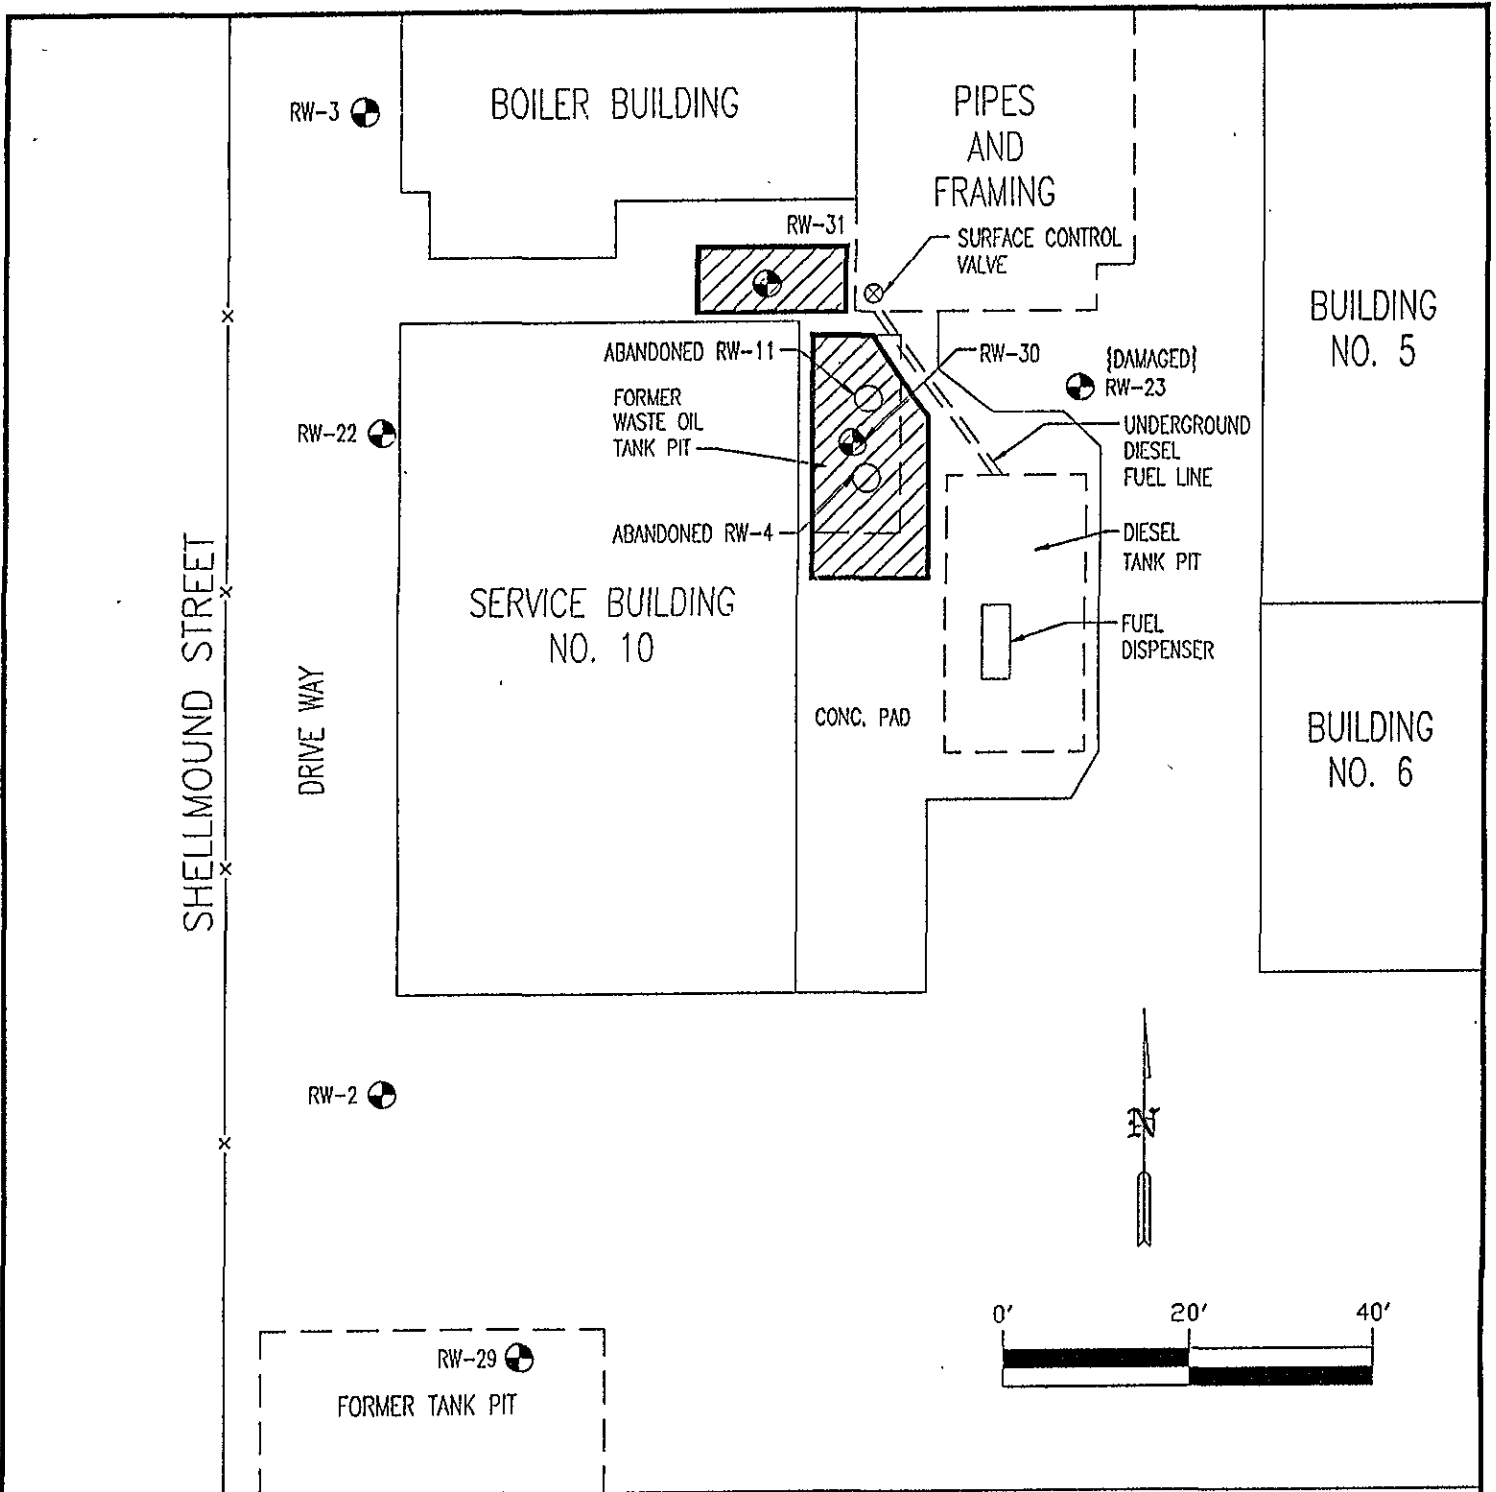 RW-3
BOILER BUILDING
PIPES
AND
FRAMING
RW-31
SURFACE CONTROL
VALVE
BUILDING
NO. 5
ABANDONED RW-11
RW-30
{DAMAGED}
RW-23
FORMER
WASTE OIL
TANK PIT
RW-22
UNDERGROUND
DIESEL
FUEL LINE
ABANDONED RW-4
DIESEL
TANK PIT
SERVICE BUILDING
NO. 10
FUEL
DISPENSER
SHELLMOUND STREET
DRIVE WAY
CONC. PAD
BUILDING
NO. 6
RW-2
N
0' 20' 40'
RW-29
FORMER TANK PIT